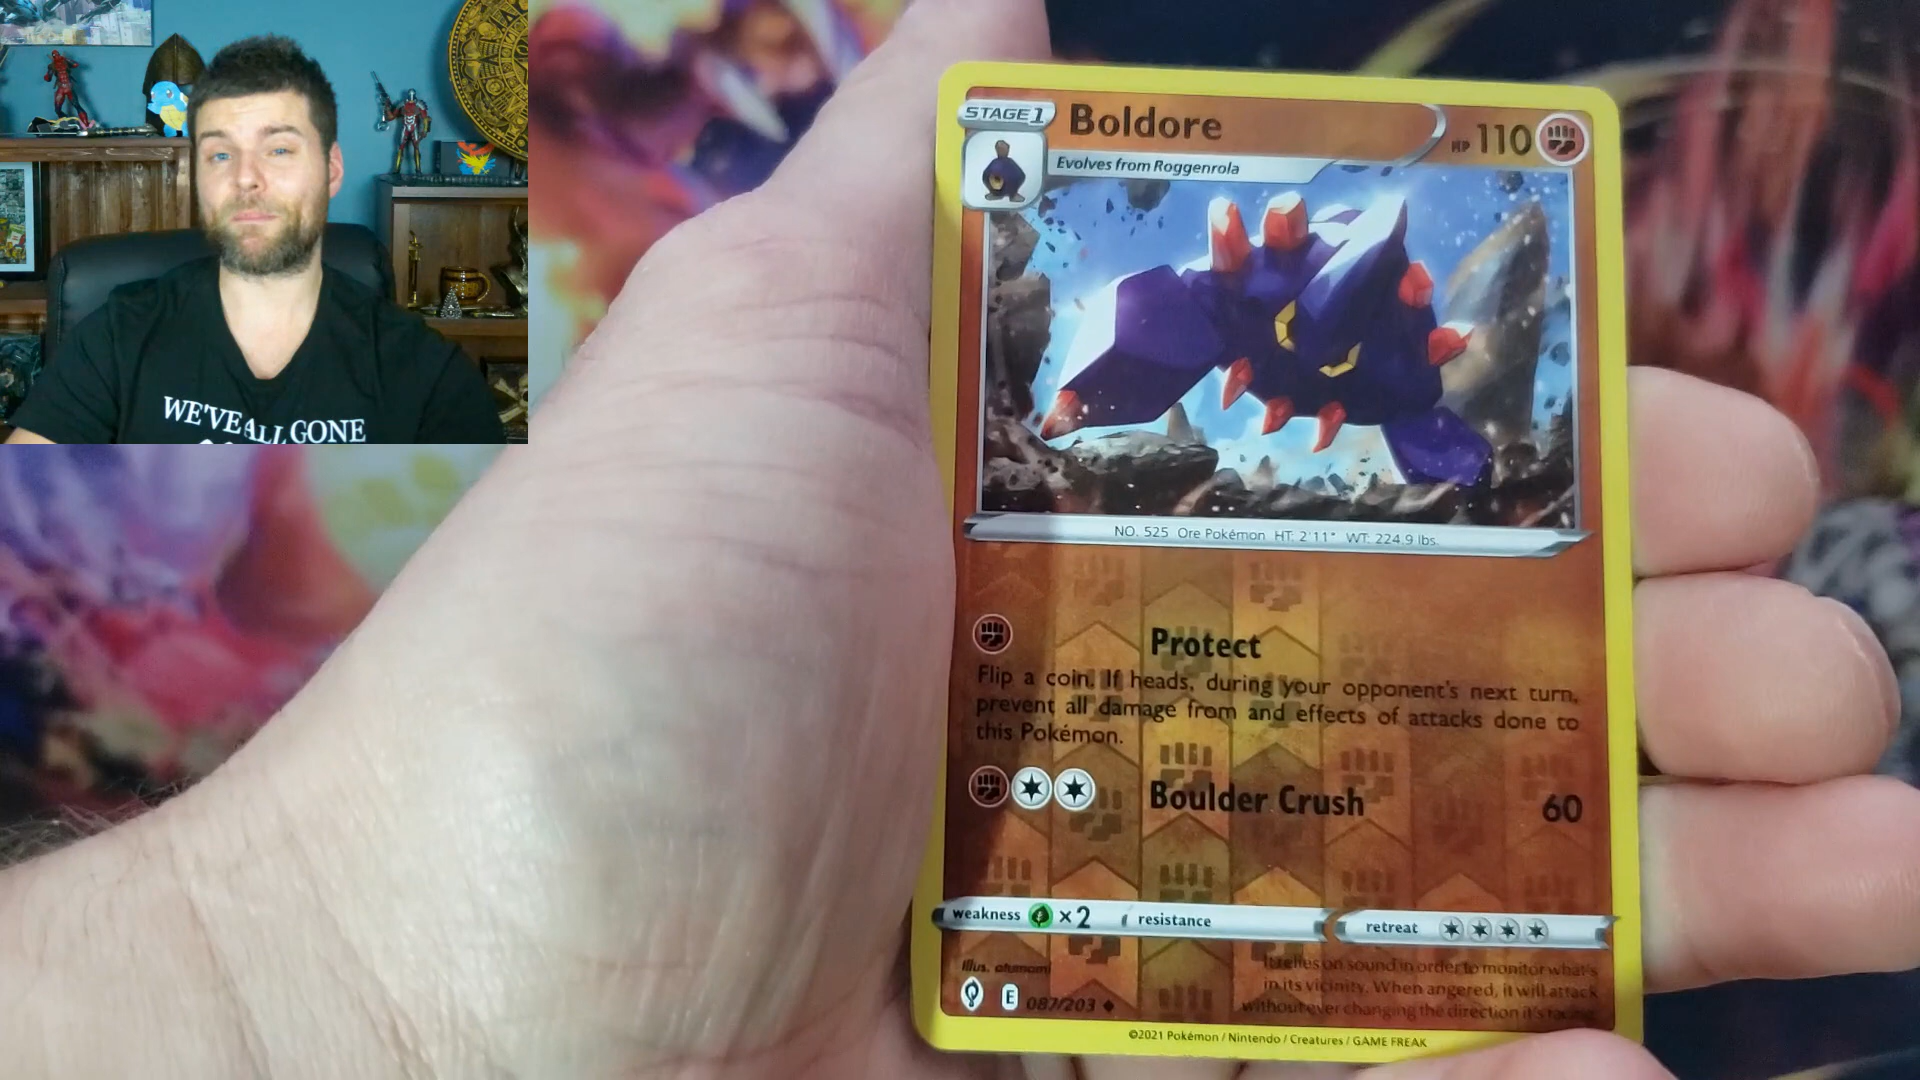 WE'VE ALL GONE
STAGE 1
Boldore
HP 110
Evolves from Roggenrola
NO. 525 Ore Pokémon HT: 2'11" WT: 224.9 lbs.
Protect
Flip a coin. If heads, during your opponent's next turn,
prevent all damage from and effects of attacks done to
this Pokémon.
Boulder Crush 60
weakness ×2 resistance retreat
Illus. otumami
It relies on sound in order to monitor what's
in its vicinity. When angered, it will attack
without ever changing the direction it's facing.
E 087/203
©2021 Pokémon / Nintendo / Creatures / GAME FREAK